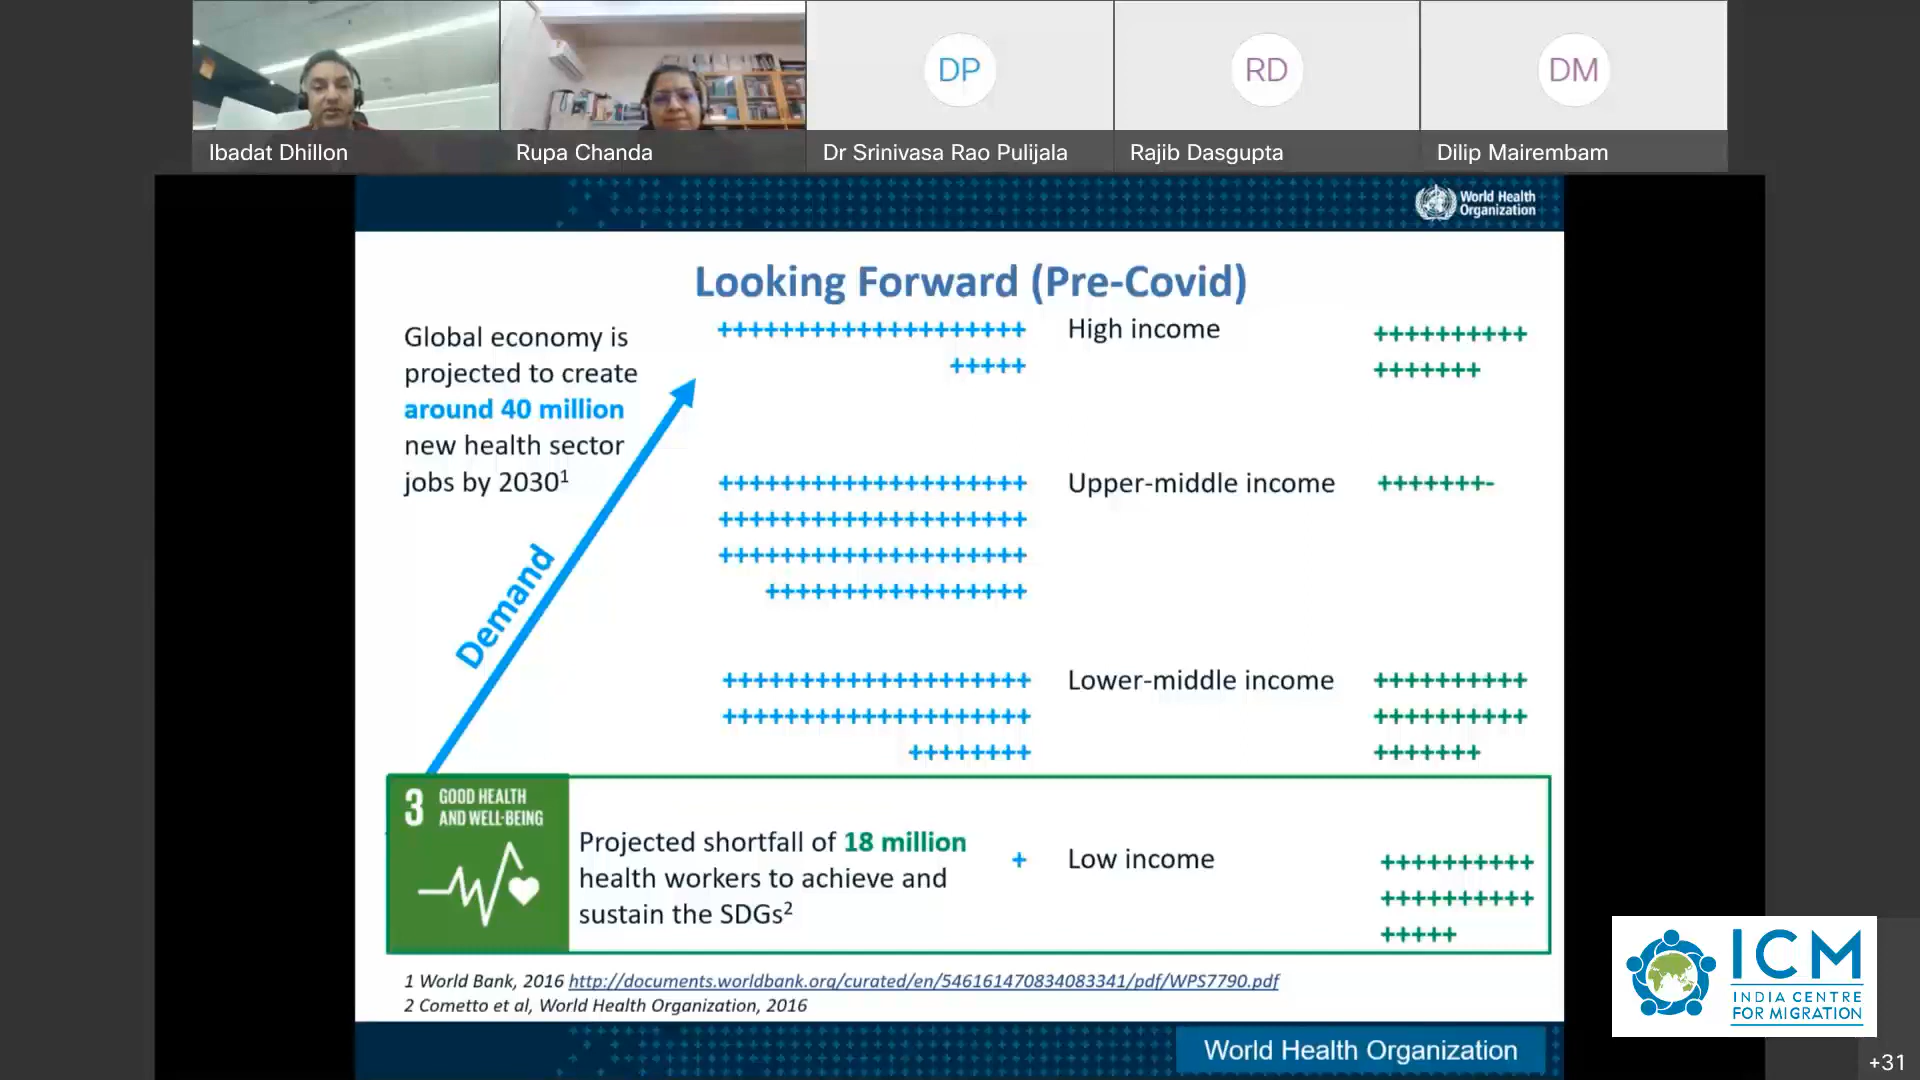 DP
RD
DM
Ibadat Dhillon
Rupa Chanda
Dr Srinivasa Rao Pulijala
Rajib Dasgupta
Dilip Mairembam
World Health
Organization
Looking Forward (Pre-Covid)
Global economy is
projected to create
around 40 million
new health sector
jobs by 2030¹
Demand
++++++++++++++++++++ High income ++++++++++
+++++ +++++++
++++++++++++++++++++ Upper-middle income +++++++-
++++++++++++++++++++
++++++++++++++++++++
+++++++++++++++++
++++++++++++++++++++ Lower-middle income ++++++++++
++++++++++++++++++++ ++++++++++
++++++++ +++++++
3 GOOD HEALTH
AND WELL-BEING
Projected shortfall of 18 million
health workers to achieve and
sustain the SDGs²
+ Low income ++++++++++
++++++++++
+++++
1 World Bank, 2016 http://documents.worldbank.org/curated/en/546161470834083341/pdf/WPS7790.pdf
2 Cometto et al, World Health Organization, 2016
World Health Organization
ICM
INDIA CENTRE
FOR MIGRATION
+31